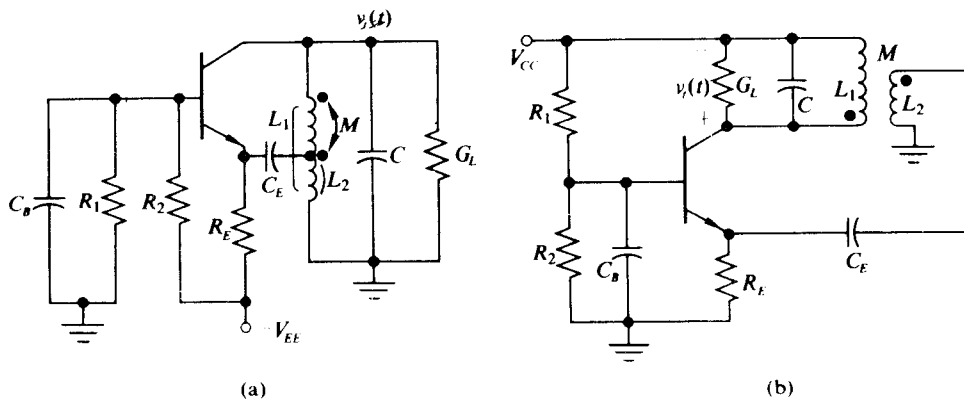 v_t(t)
L_1
M
C_B
R_1
R_2
C_E
L_2
C
G_L
R_E
-V_EE
(a)
V_CC
R_1
v_t(t)
G_L
C
M
L_1
L_2
R_2
C_B
R_E
C_E
(b)